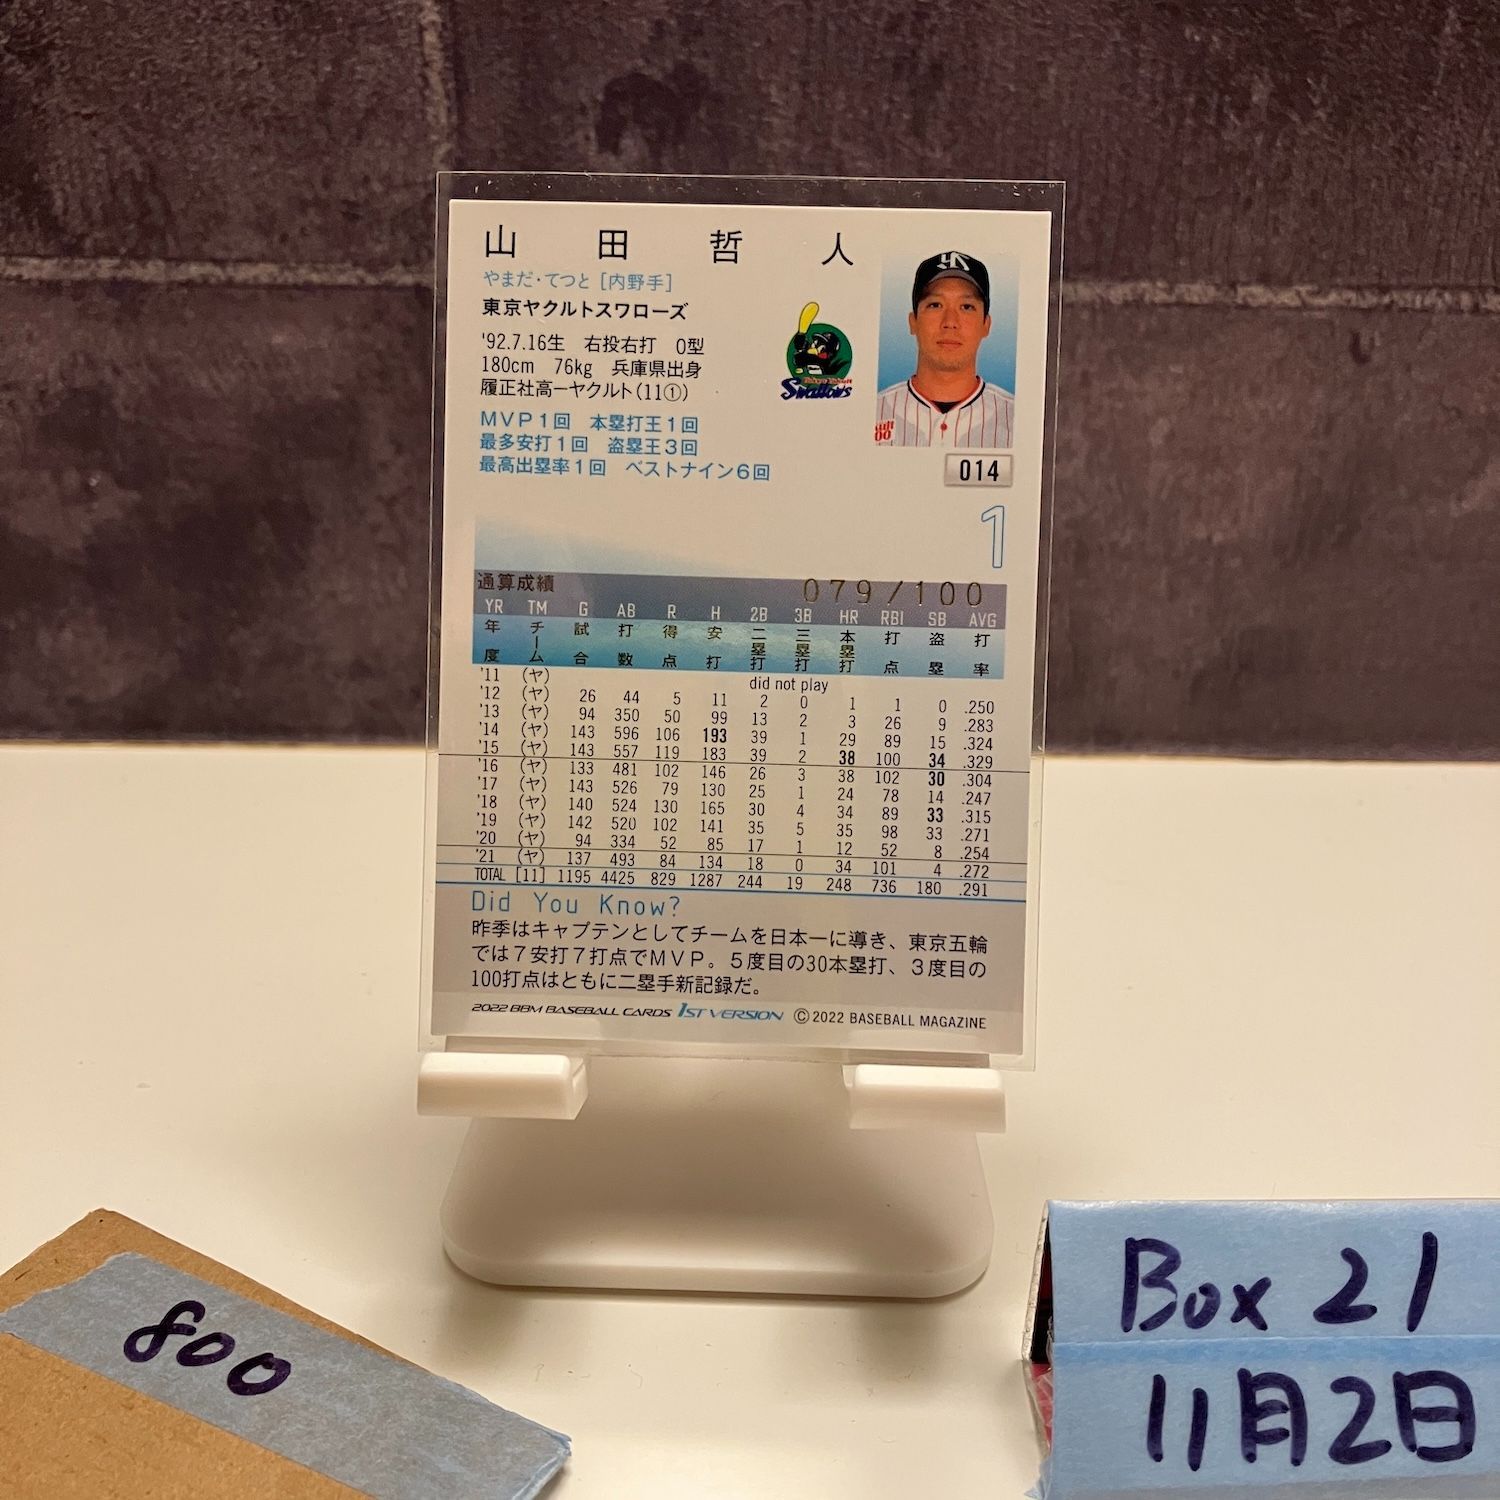 山田哲人
やまだ・てつと [内野手]
東京ヤクルトスワローズ
'92.7.16生 右投右打 O型
180cm 76kg 兵庫県出身
履正社高ーヤクルト(11①)
MVP1回 本塁打王1回
最多安打1回 盗塁王3回
最高出塁率1回 ベストナイン6回
Swallows
014
1
通算成績
079/100
YR TM G AB R H 2B 3B HR RBI SB AVG
年度 チーム 試合 打数 得点 安打 二塁打 三塁打 本塁打 打点 盗塁 打率
'11 (ヤ) did not play
'12 (ヤ) 26 44 5 11 2 0 1 1 0 .250
'13 (ヤ) 94 350 50 99 13 2 3 26 9 .283
'14 (ヤ) 143 596 106 193 39 1 29 89 15 .324
'15 (ヤ) 143 557 119 183 39 2 38 100 34 .329
'16 (ヤ) 133 481 102 146 26 3 38 102 30 .304
'17 (ヤ) 143 526 79 130 25 1 24 78 14 .247
'18 (ヤ) 140 524 130 165 30 4 34 89 33 .315
'19 (ヤ) 142 520 102 141 35 5 35 98 33 .271
'20 (ヤ) 94 334 52 85 17 1 12 52 8 .254
'21 (ヤ) 137 493 84 134 18 0 34 101 4 .272
TOTAL [11] 1195 4425 829 1287 244 19 248 736 180 .291
Did You Know?
昨季はキャプテンとしてチームを日本一に導き、東京五輪
では7安打7打点でMVP。5度目の30本塁打、3度目の
100打点はともに二塁手新記録だ。
2022 BBM BASEBALL CARDS 1ST VERSION ©2022 BASEBALL MAGAZINE
800
Box 21
11月2日